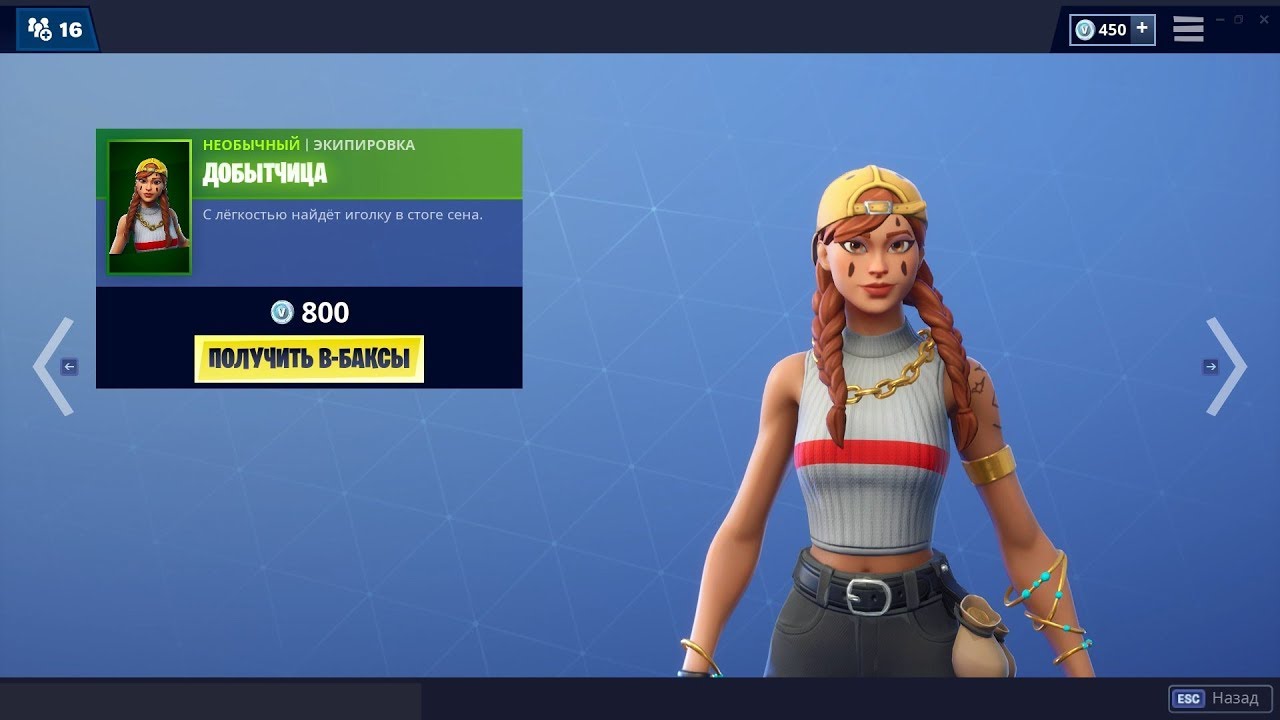 16
450 +
НЕОБЫЧНЫЙ | ЭКИПИРОВКА
ДОБЫТЧИЦА
С лёгкостью найдёт иголку в стоге сена.
800
ПОЛУЧИТЬ В-БАКСЫ
ESC Назад